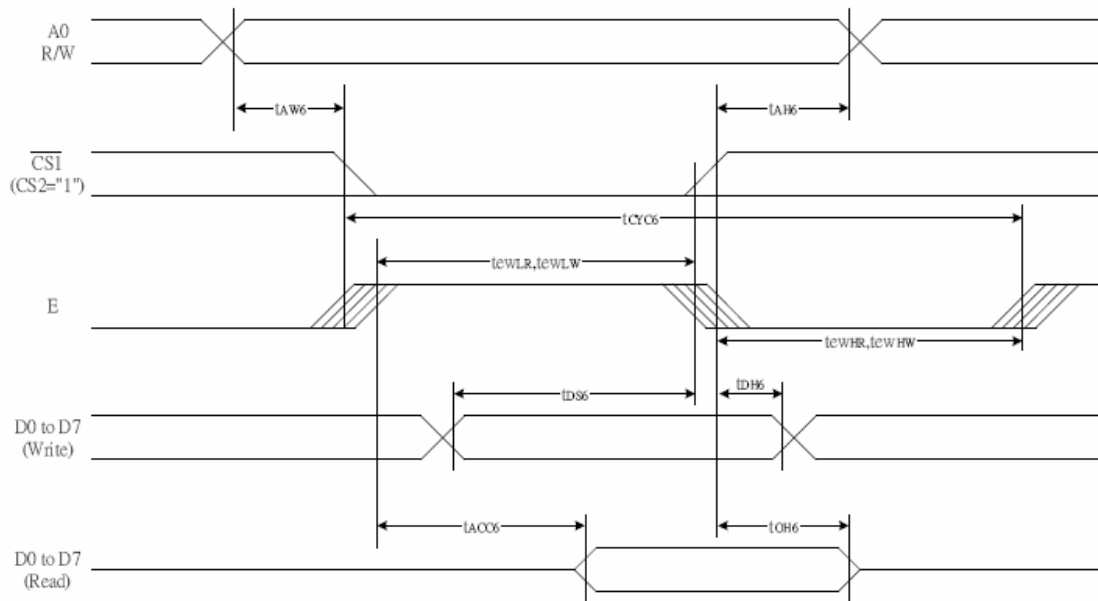 A0
R/W
tAW6
tAH6
CS1
(CS2="1")
tCYC6
tewLR,tewLW
E
tewHR,tewHW
tDS6
tDH6
D0 to D7
(Write)
tACC6
tOH6
D0 to D7
(Read)